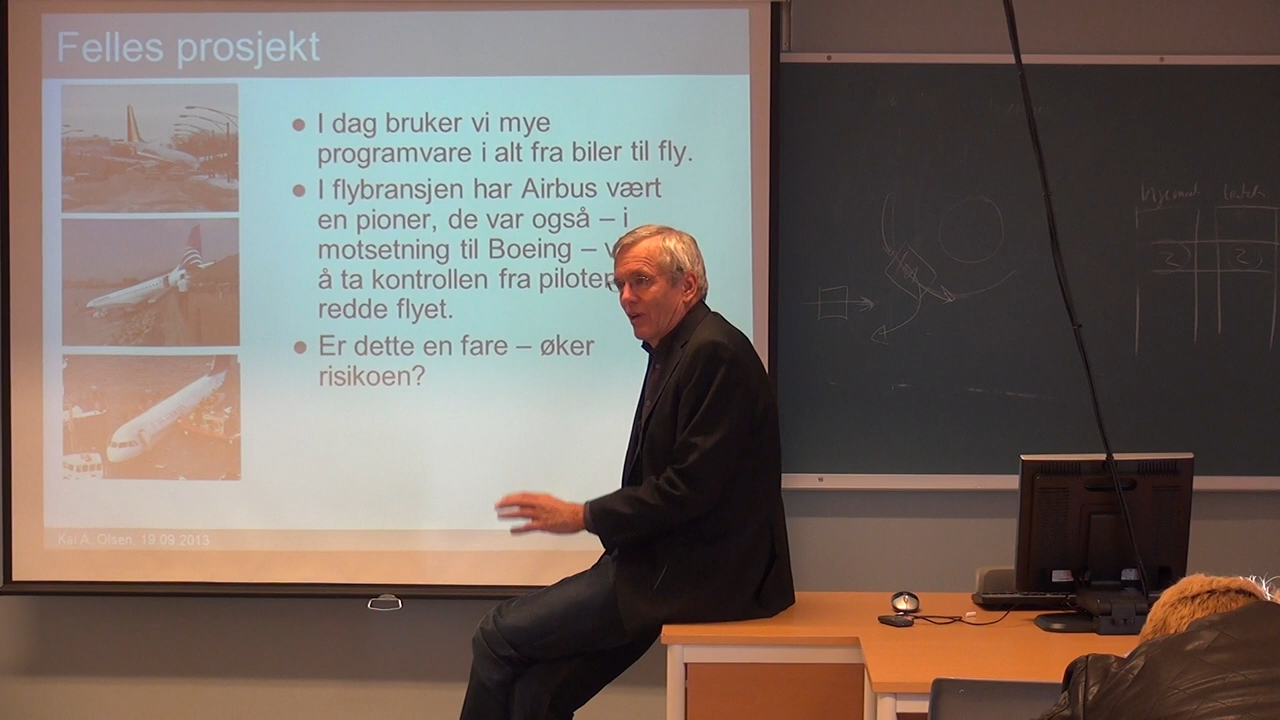 Felles prosjekt
● I dag bruker vi mye
programvare i alt fra biler til fly.
● I flybransjen har Airbus vært
en pioner, de var også – i
motsetning til Boeing –
å ta kontrollen fra
redde flyet.
● Er dette en fare – øker
risikoen?
Kai A. Olsen, 19.09.2013